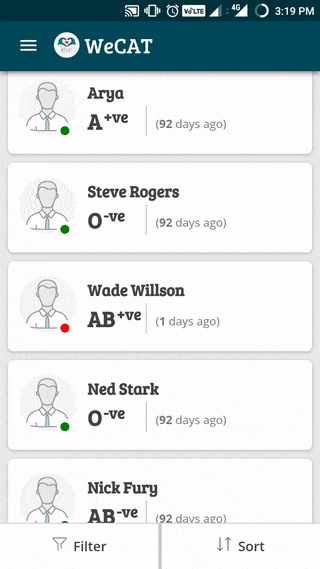 VoLTE 4G 3:19 PM
WeCAT
Arya
A+ve (92 days ago)
Steve Rogers
O-ve (92 days ago)
Wade Willson
AB+ve (1 days ago)
Ned Stark
O-ve (92 days ago)
Nick Fury
AB-ve (92 days ago)
Filter Sort